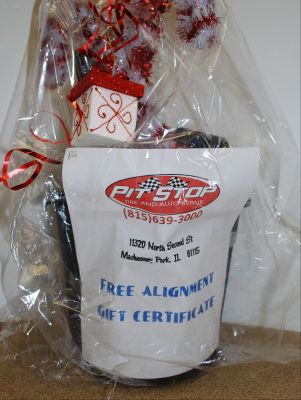 PIT STOP
TIRE AND AUTO REPAIR
(815)639-3000
11320 North Second St
Machesney Park, IL 61115
FREE ALIGNMENT
GIFT CERTIFICATE